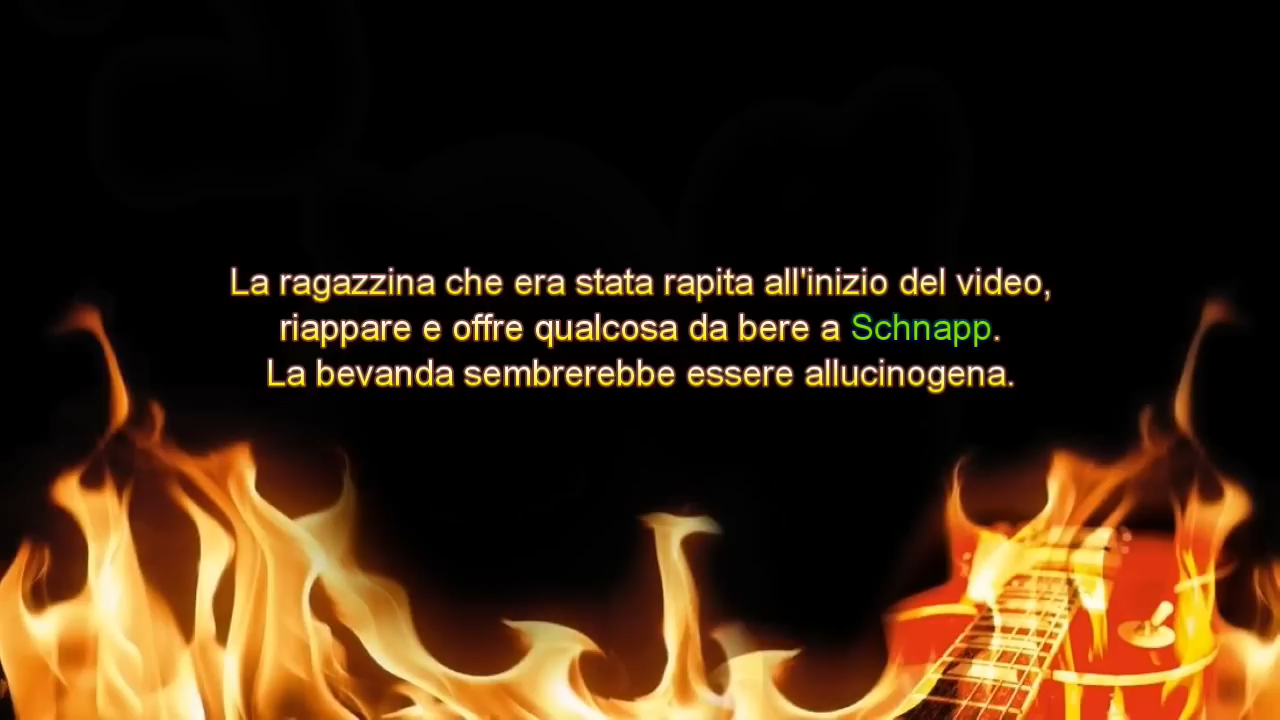 La ragazzina che era stata rapita all'inizio del video,
riappare e offre qualcosa da bere a Schnapp.
La bevanda sembrerebbe essere allucinogena.